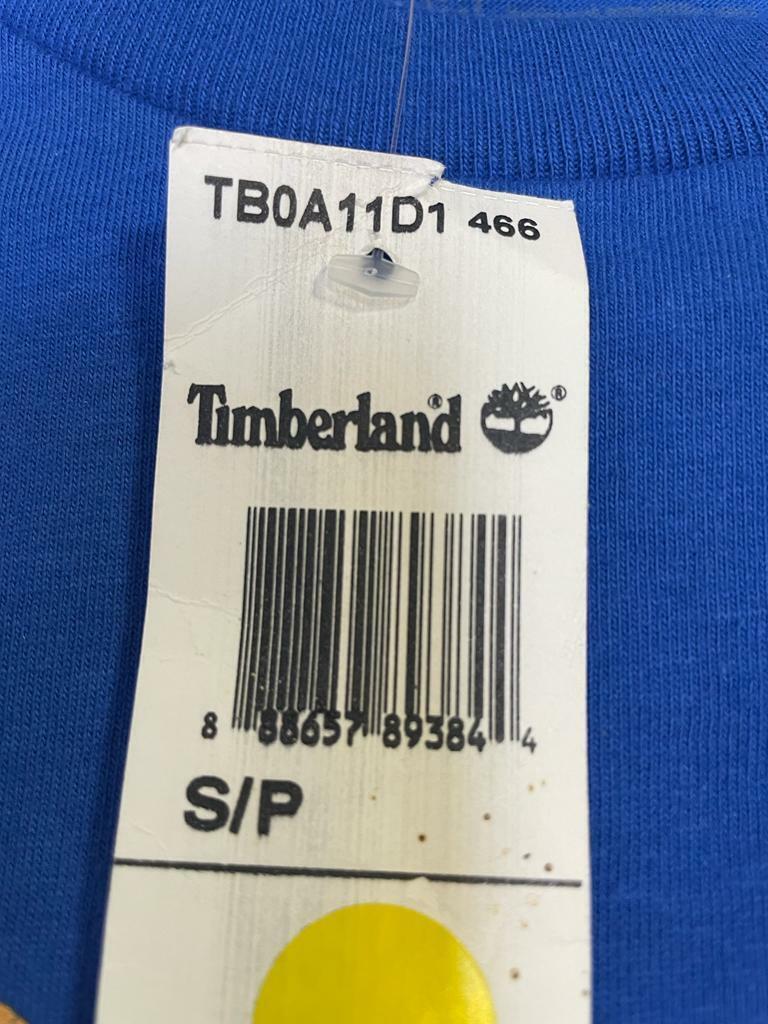 TB0A11D1 466
Timberland® ®
8 88657 89384 4
S/P